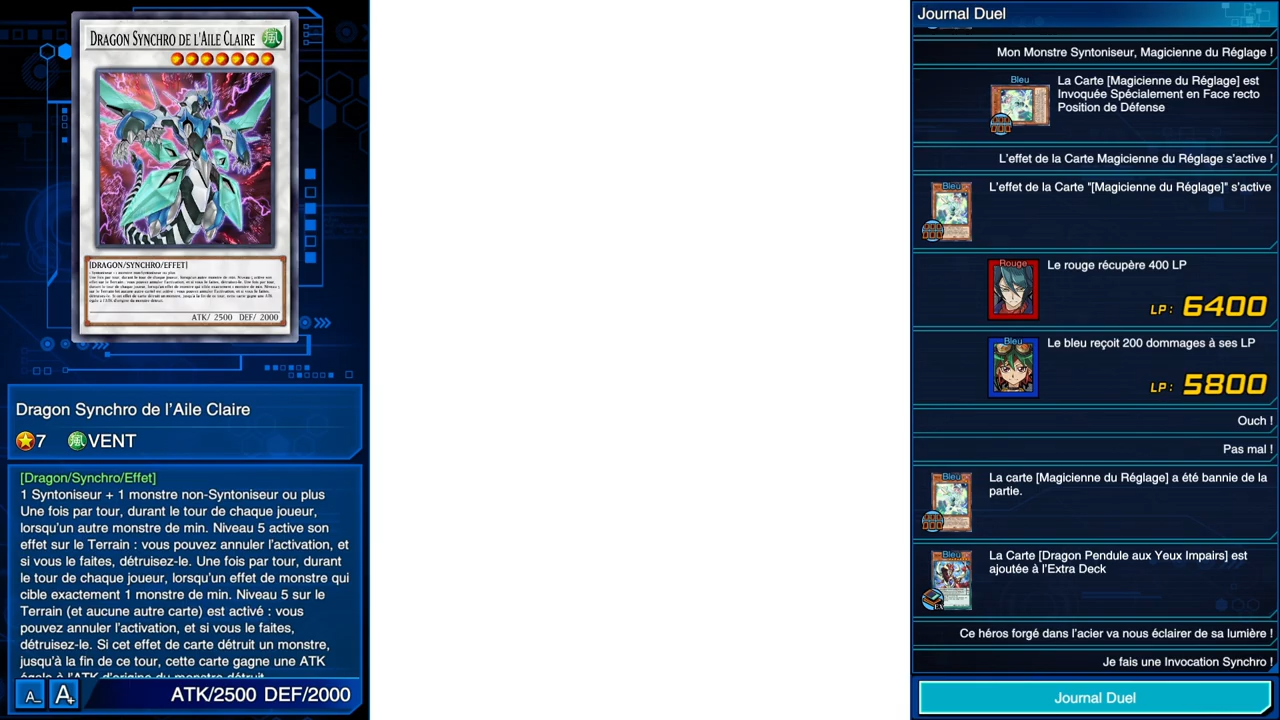 DRAGON SYNCHRO DE L'AILE CLAIRE
[DRAGON/SYNCHRO/EFFET]
ATK/ 2500 DEF/ 2000
Dragon Synchro de l'Aile Claire
7 VENT
[Dragon/Synchro/Effet]
1 Syntoniseur + 1 monstre non-Syntoniseur ou plus
Une fois par tour, durant le tour de chaque joueur,
lorsqu'un autre monstre de min. Niveau 5 active son
effet sur le Terrain : vous pouvez annuler l'activation, et
si vous le faites, détruisez-le. Une fois par tour, durant
le tour de chaque joueur, lorsqu'un effet de monstre qui
cible exactement 1 monstre de min. Niveau 5 sur le
Terrain (et aucune autre carte) est activé : vous
pouvez annuler l'activation, et si vous le faites,
détruisez-le. Si cet effet de carte détruit un monstre,
jusqu'à la fin de ce tour, cette carte gagne une ATK
égale à l'ATK d'origine du monstre détruit.
A- A+ ATK/2500 DEF/2000
Journal Duel
Mon Monstre Syntoniseur, Magicienne du Réglage !
Bleu
La Carte [Magicienne du Réglage] est
Invoquée Spécialement en Face recto
Position de Défense
L'effet de la Carte Magicienne du Réglage s'active !
Bleu
L'effet de la Carte "[Magicienne du Réglage]" s'active
Rouge
Le rouge récupère 400 LP
LP : 6400
Bleu
Le bleu reçoit 200 dommages à ses LP
LP : 5800
Ouch !
Pas mal !
Bleu
La carte [Magicienne du Réglage] a été bannie de la
partie.
Bleu
La Carte [Dragon Pendule aux Yeux Impairs] est
ajoutée à l'Extra Deck
EX
Ce héros forgé dans l'acier va nous éclairer de sa lumière !
Je fais une Invocation Synchro !
Journal Duel